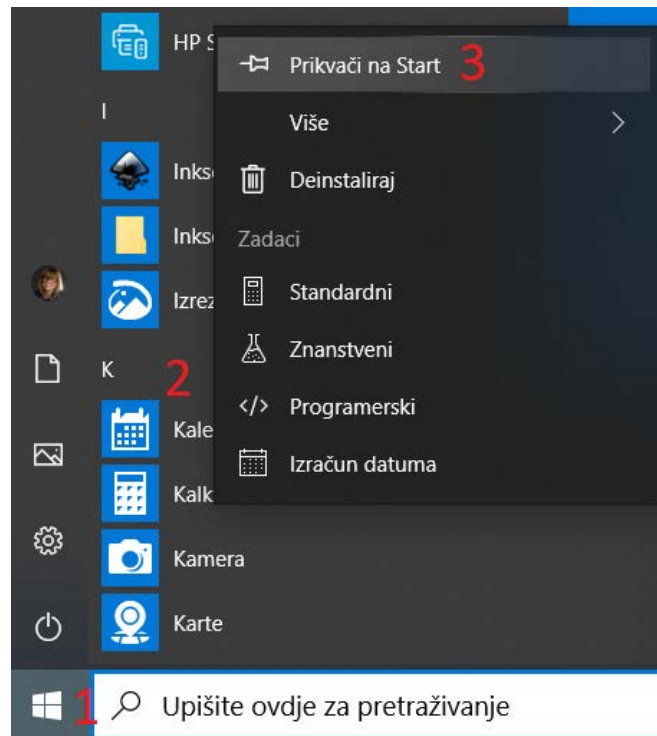 HP S
Prikvači na Start 3
I
Više
Inks
Deinstaliraj
Inks
Zadaci
Izrez
Standardni
Znanstveni
K 2
Programerski
Kale
Izračun datuma
Kalk
Kamera
Karte
1 Upišite ovdje za pretraživanje